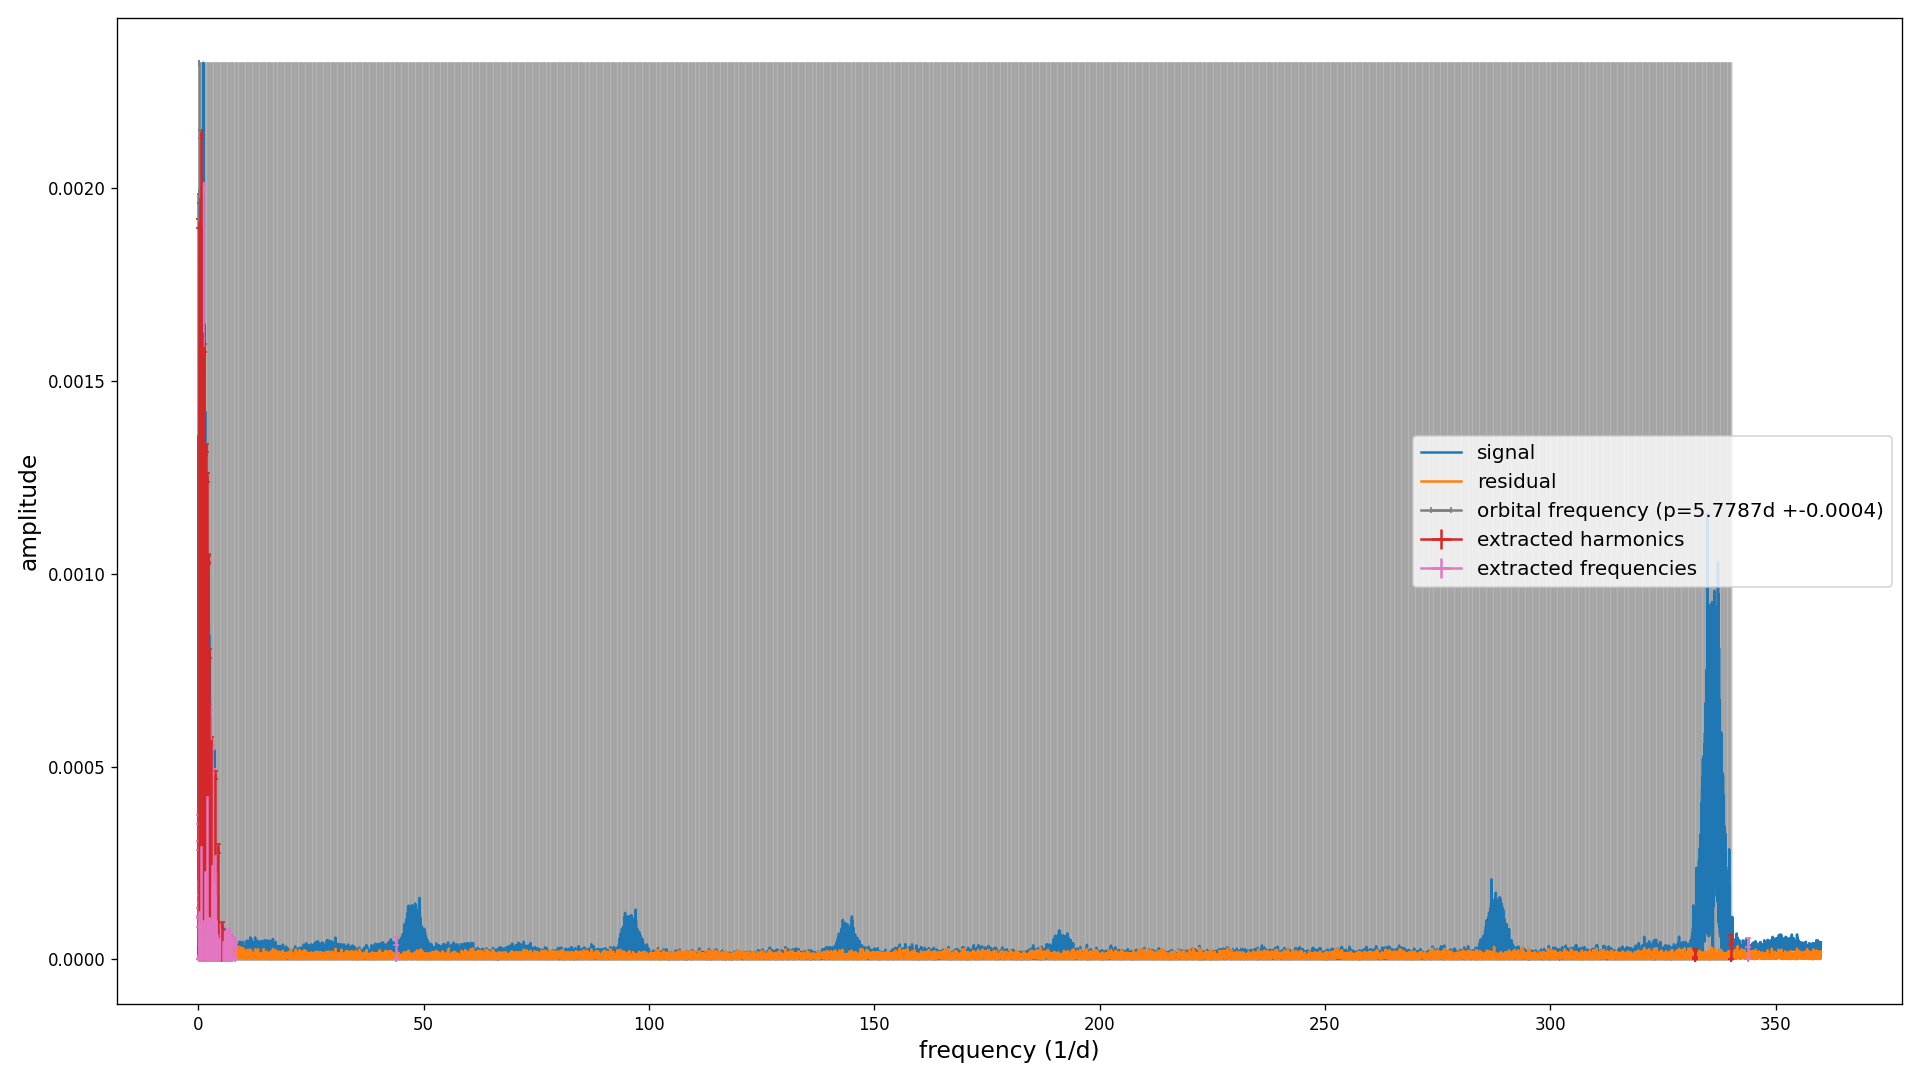 amplitude
0.0020
0.0015
0.0010
0.0005
0.0000
signal
residual
orbital frequency (p=5.7787d +-0.0004)
extracted harmonics
extracted frequencies
0 50 100 150 200 250 300 350
frequency (1/d)